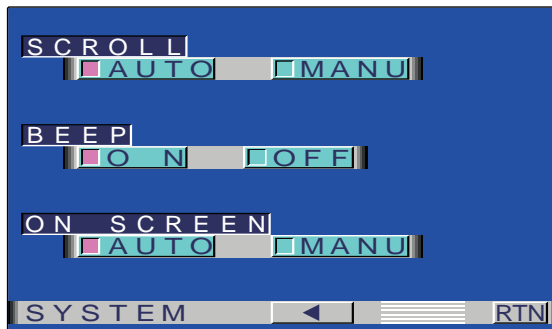 SCROLL
AUTO MANU
BEEP
ON OFF
ON SCREEN
AUTO MANU
SYSTEM ◀ RTN